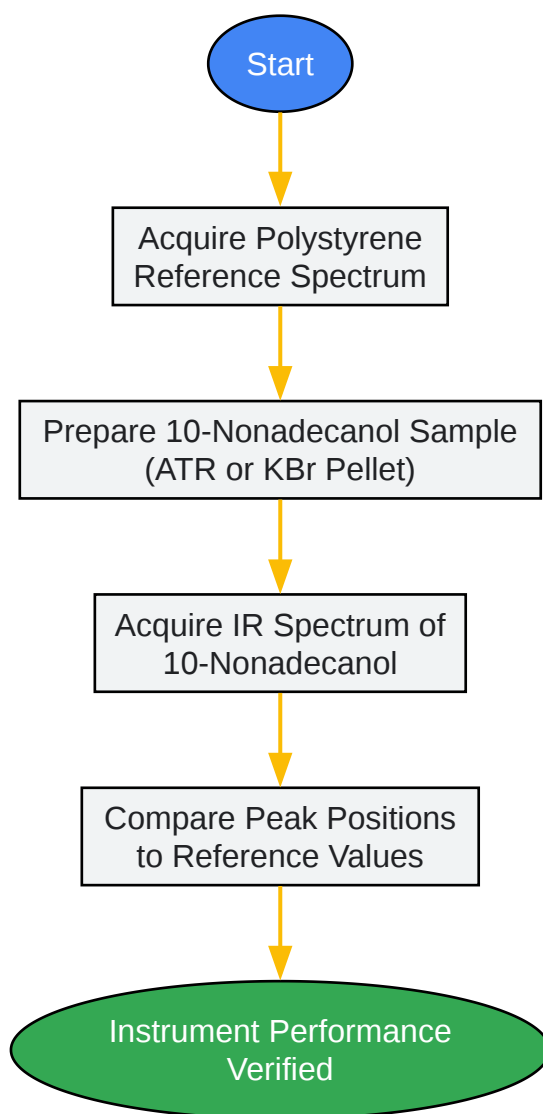 Start
Acquire Polystyrene
Reference Spectrum
Prepare 10-Nonadecanol Sample
(ATR or KBr Pellet)
Acquire IR Spectrum of
10-Nonadecanol
Compare Peak Positions
to Reference Values
Instrument Performance
Verified